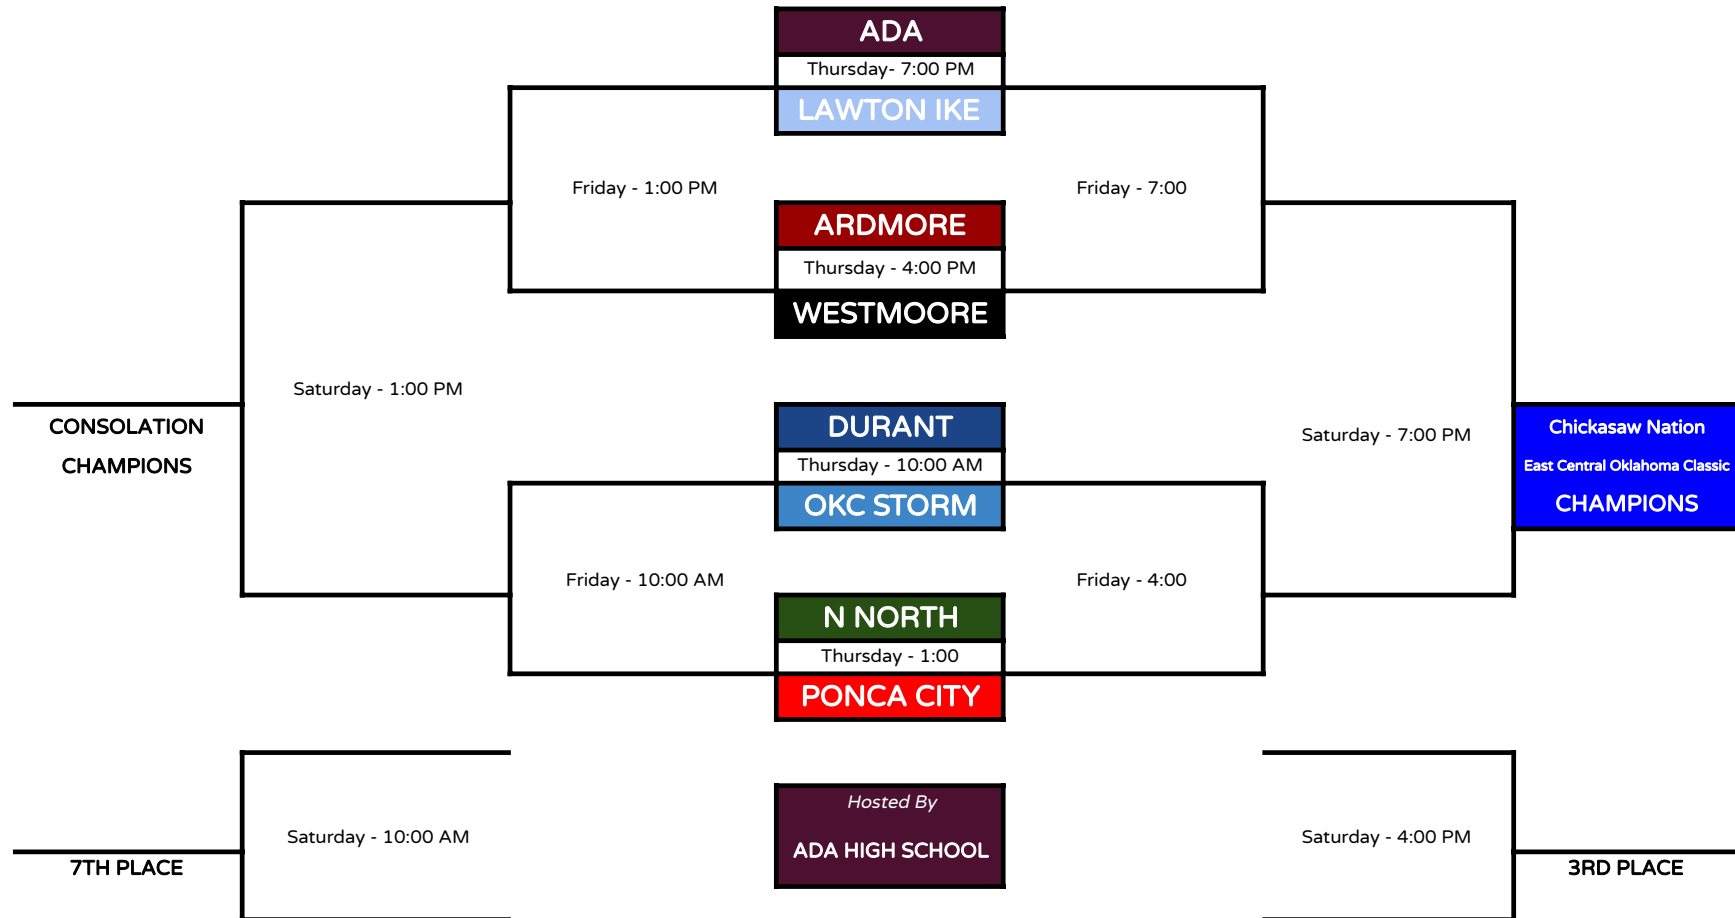 ADA
Thursday- 7:00 PM
LAWTON IKE
Friday - 1:00 PM
Friday - 7:00
ARDMORE
Thursday - 4:00 PM
WESTMOORE
Saturday - 1:00 PM
CONSOLATION
CHAMPIONS
DURANT
Thursday - 10:00 AM
OKC STORM
Saturday - 7:00 PM
Chickasaw Nation
East Central Oklahoma Classic
CHAMPIONS
Friday - 10:00 AM
Friday - 4:00
N NORTH
Thursday - 1:00
PONCA CITY
Saturday - 10:00 AM
7TH PLACE
Hosted By
ADA HIGH SCHOOL
Saturday - 4:00 PM
3RD PLACE